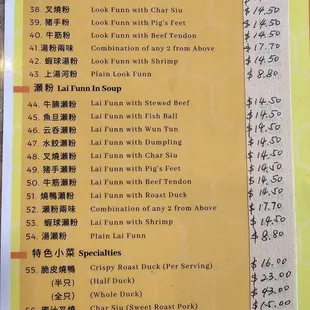 38. 叉燒粉 Look Funn with Char Siu $14.50
39. 豬手粉 Look Funn with Pig's Feet $14.50
40. 牛筋粉 Look Funn with Beef Tendon $14.50
41. 湯粉兩味 Combination of any 2 from Above $17.70
42. 蝦球湯粉 Look Funn with Shrimp $14.50
43. 上湯河粉 Plain Look Funn $8.80
瀨粉 Lai Funn In Soup
44. 牛腩瀨粉 Lai Funn with Stewed Beef $14.50
45. 魚旦瀨粉 Lai Funn with Fish Ball $14.50
46. 云吞瀨粉 Lai Funn with Wun Tun $14.50
47. 水餃瀨粉 Lai Funn with Dumpling $14.50
48. 叉燒瀨粉 Lai Funn with Char Siu $14.50
49. 豬手瀨粉 Lai Funn with Pig's Feet $14.50
50. 牛筋瀨粉 Lai Funn with Beef Tendon $14.50
51. 燒鴨瀨粉 Lai Funn with Roast Duck $14.50
52. 瀨粉兩味 Combination of any 2 from Above $17.70
53. 蝦球瀨粉 Lai Funn with Shrimp $14.50
54. 湯瀨粉 Plain Lai Funn $8.80
特色小菜 Specialties
55. 脆皮燒鴨 Crispy Roast Duck (Per Serving) $16.00
(半只) (Half Duck) $23.00
(全只) (Whole Duck) $43.00
56. 蜜汁叉燒 Char Siu (Sweet Roast Pork) $15.00